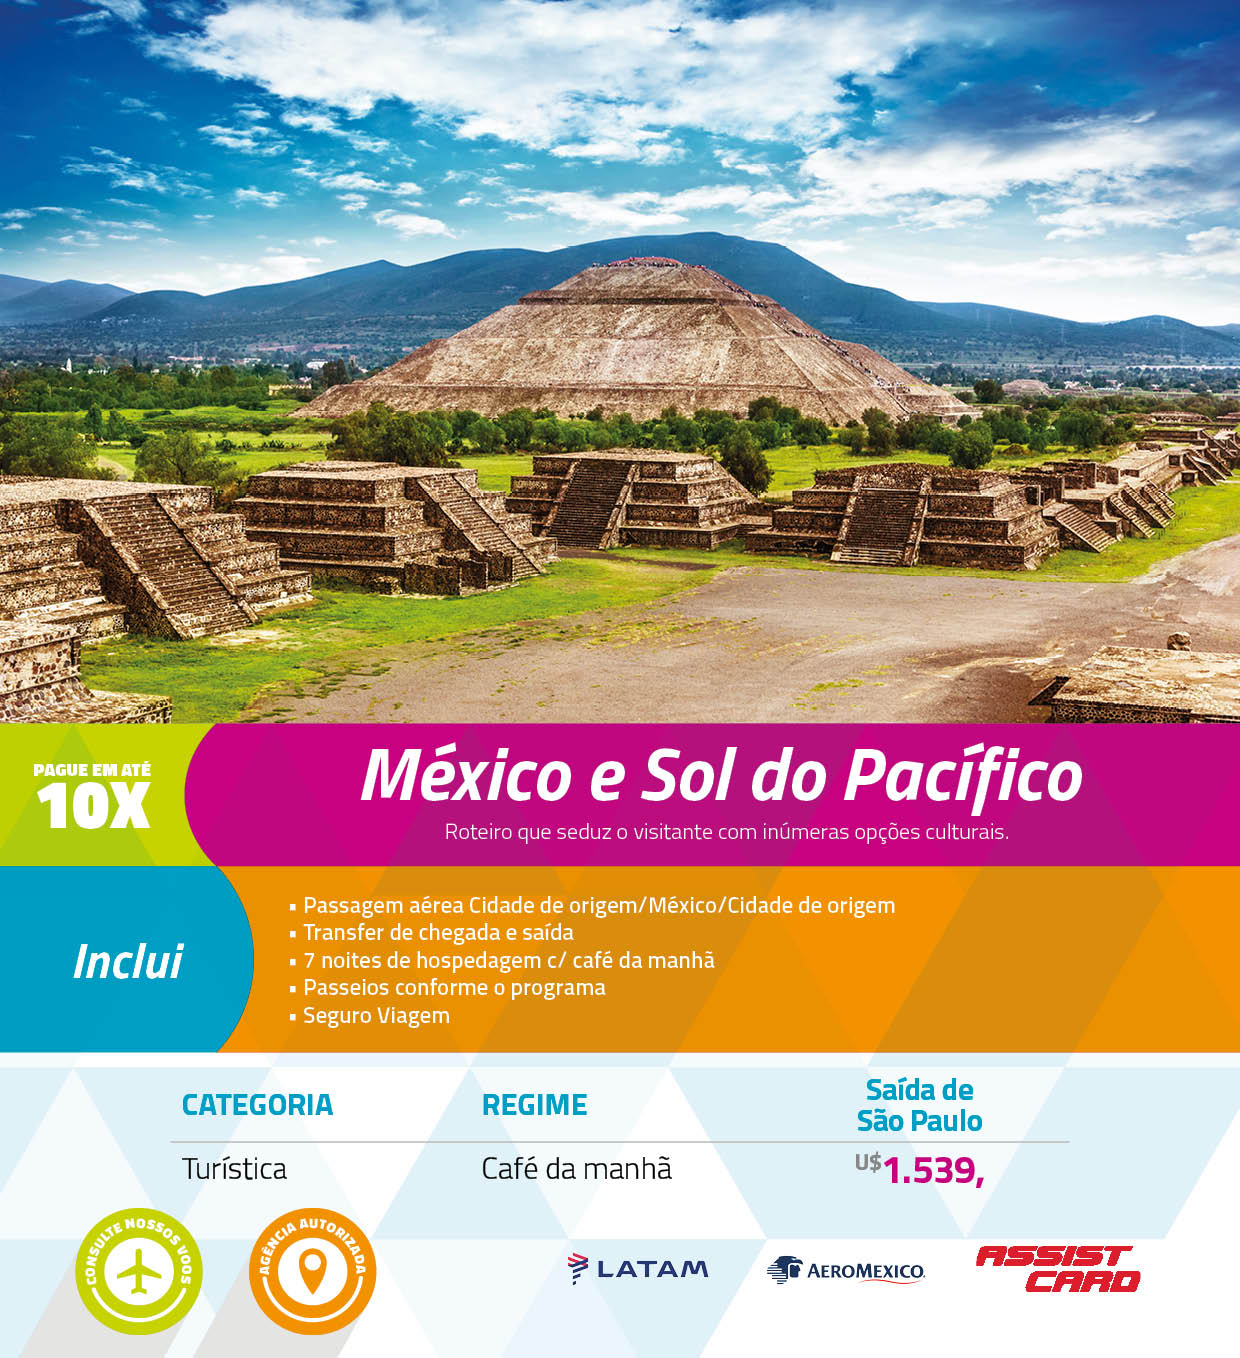 PAGUE EM ATÉ
10X
México e Sol do Pacífico
Roteiro que seduz o visitante com inúmeras opções culturais.
Inclui
▪ Passagem aérea Cidade de origem/México/Cidade de origem
▪ Transfer de chegada e saída
▪ 7 noites de hospedagem c/ café da manhã
▪ Passeios conforme o programa
▪ Seguro Viagem
CATEGORIA
REGIME
Saída de
São Paulo
Turística
Café da manhã
U$1.539,
CONSULTE NOSSOS VOOS
AGÊNCIA AUTORIZADA
LATAM
AEROMEXICO.
ASSIST
CARD